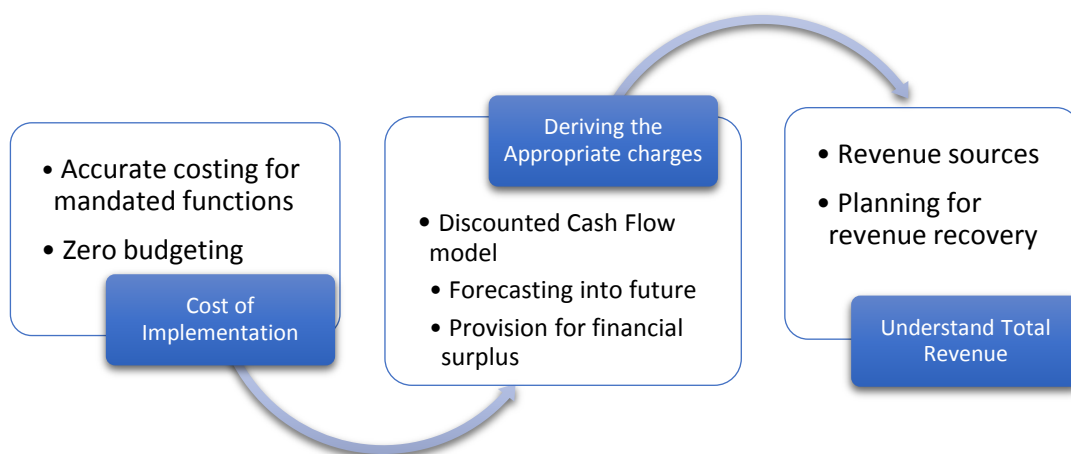 • Accurate costing for
mandated functions
• Zero budgeting
Cost of
Implementation
Deriving the
Appropriate charges
• Discounted Cash Flow
model
• Forecasting into future
• Provision for financial
surplus
• Revenue sources
• Planning for
revenue recovery
Understand Total
Revenue